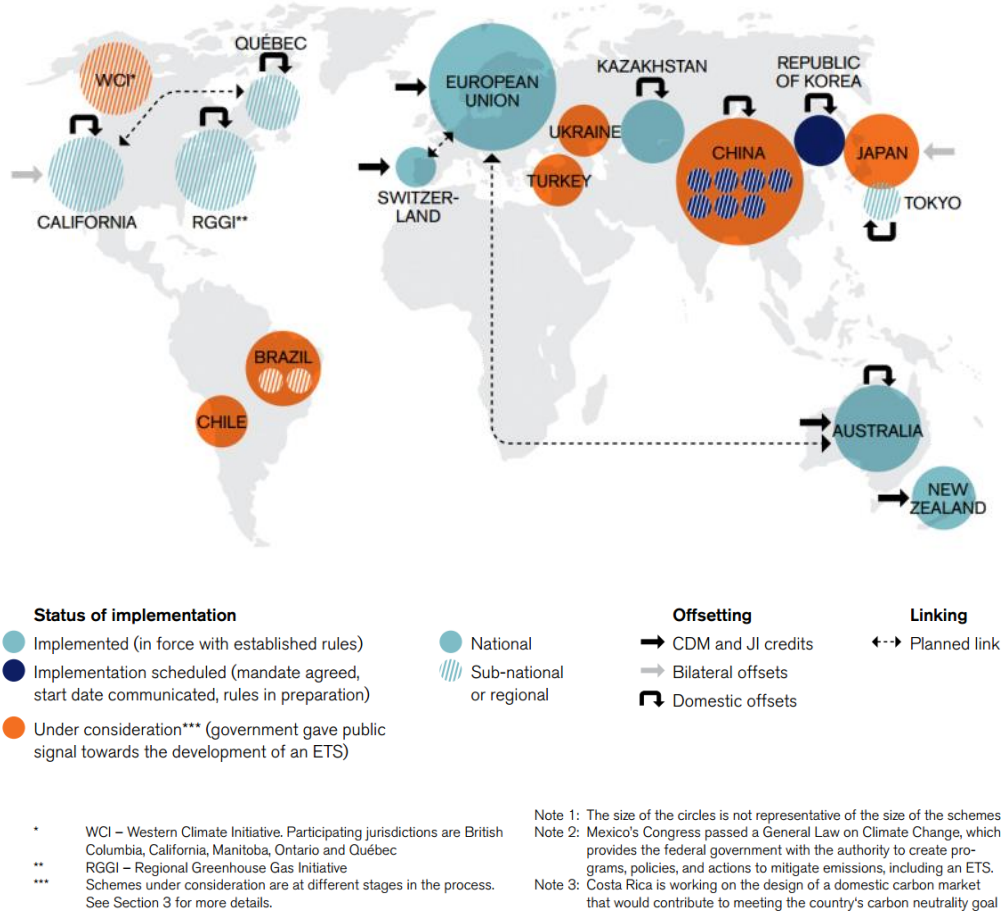 QUÉBEC
WCI*
CALIFORNIA
RGGI**
EUROPEAN
UNION
SWITZER-
LAND
UKRAINE
TURKEY
KAZAKHSTAN
CHINA
REPUBLIC
OF KOREA
JAPAN
TOKYO
BRAZIL
CHILE
AUSTRALIA
NEW
ZEALAND
Status of implementation
Implemented (in force with established rules)
Implementation scheduled (mandate agreed,
start date communicated, rules in preparation)
Under consideration*** (government gave public
signal towards the development of an ETS)
National
Sub-national
or regional
Offsetting
CDM and JI credits
Bilateral offsets
Domestic offsets
Linking
Planned link
* WCI – Western Climate Initiative. Participating jurisdictions are British
Columbia, California, Manitoba, Ontario and Québec
** RGGI – Regional Greenhouse Gas Initiative
*** Schemes under consideration are at different stages in the process.
See Section 3 for more details.
Note 1: The size of the circles is not representative of the size of the schemes
Note 2: Mexico's Congress passed a General Law on Climate Change, which
provides the federal government with the authority to create pro-
grams, policies, and actions to mitigate emissions, including an ETS.
Note 3: Costa Rica is working on the design of a domestic carbon market
that would contribute to meeting the country's carbon neutrality goal